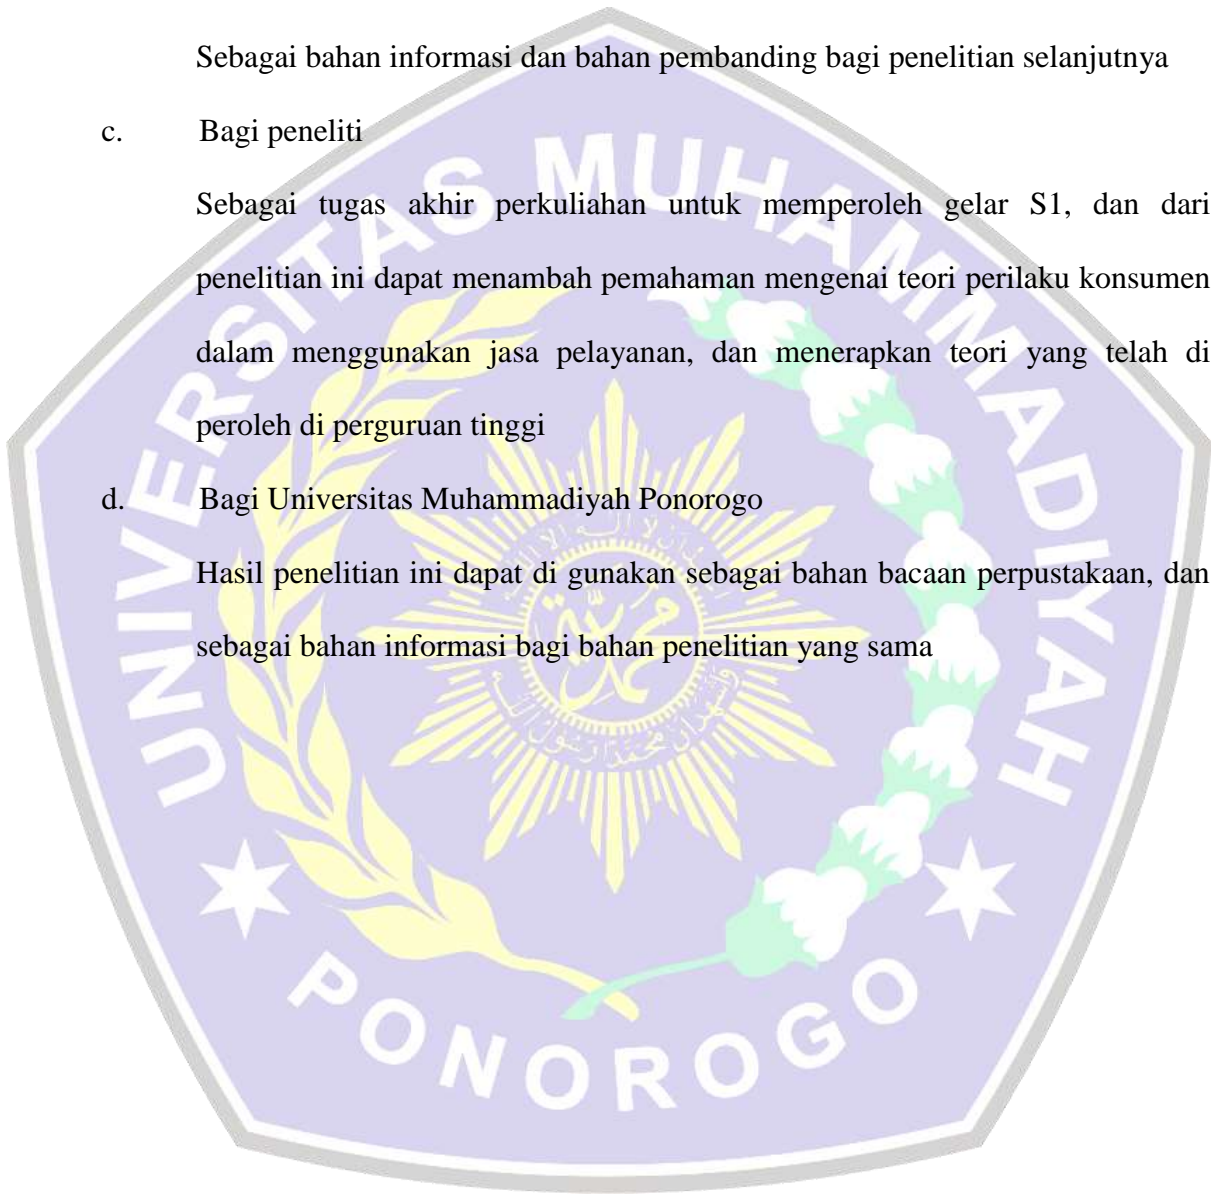 Sebagai bahan informasi dan bahan pembanding bagi penelitian selanjutnya
c. Bagi peneliti
Sebagai tugas akhir perkuliahan untuk memperoleh gelar S1, dan dari
penelitian ini dapat menambah pemahaman mengenai teori perilaku konsumen
dalam menggunakan jasa pelayanan, dan menerapkan teori yang telah di
peroleh di perguruan tinggi
d. Bagi Universitas Muhammadiyah Ponorogo
Hasil penelitian ini dapat di gunakan sebagai bahan bacaan perpustakaan, dan
sebagai bahan informasi bagi bahan penelitian yang sama
UNIVERSITAS MUHAMMADIYAH
PONOROGO
محمدية